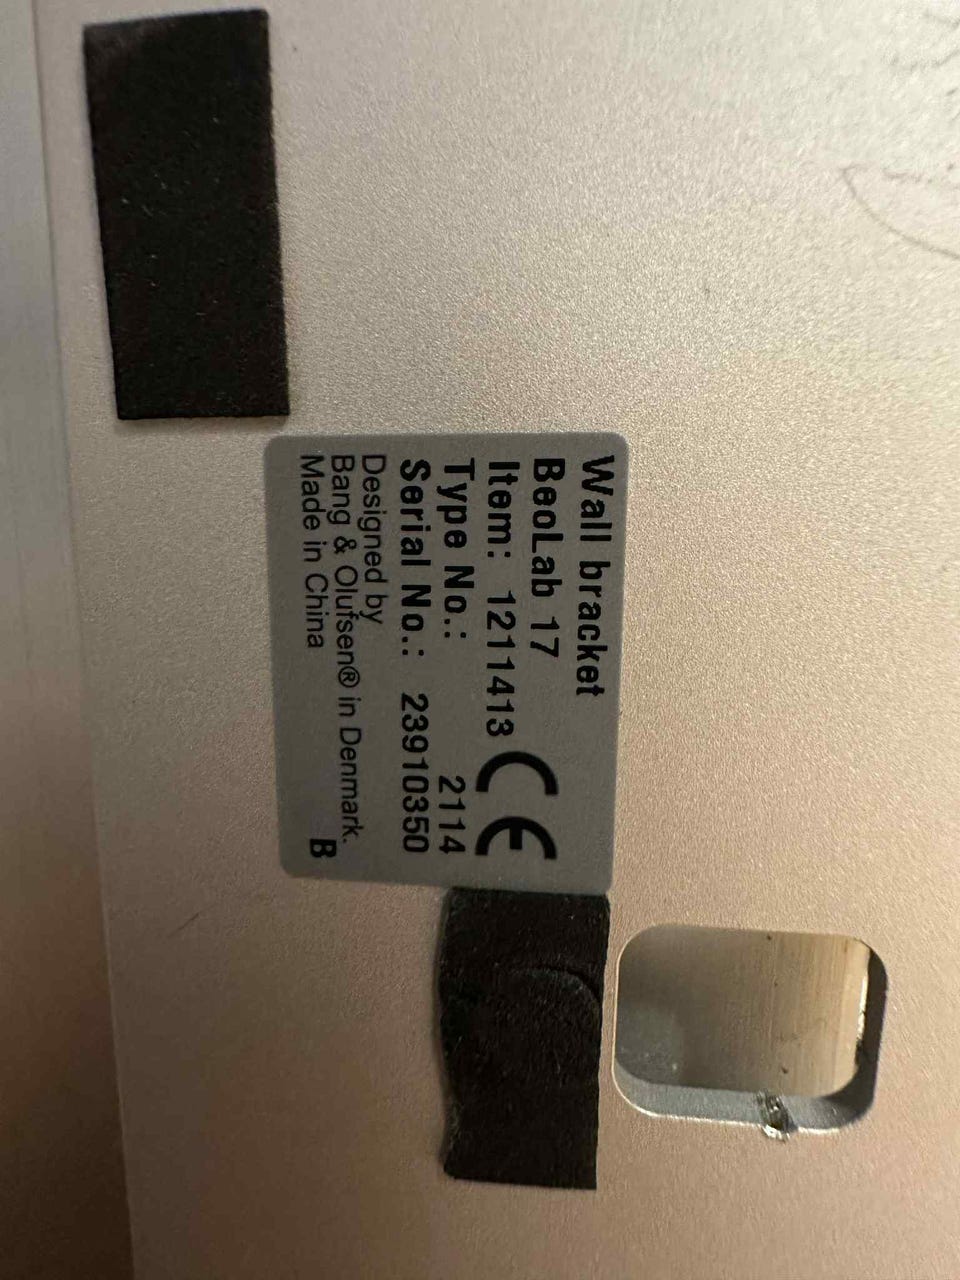 Wall bracket
BeoLab 17
Item: 1211413 CE
Type No.: 2114
Serial No.: 23910350
Designed by
Bang & Olufsen® in Denmark.
Made in China B